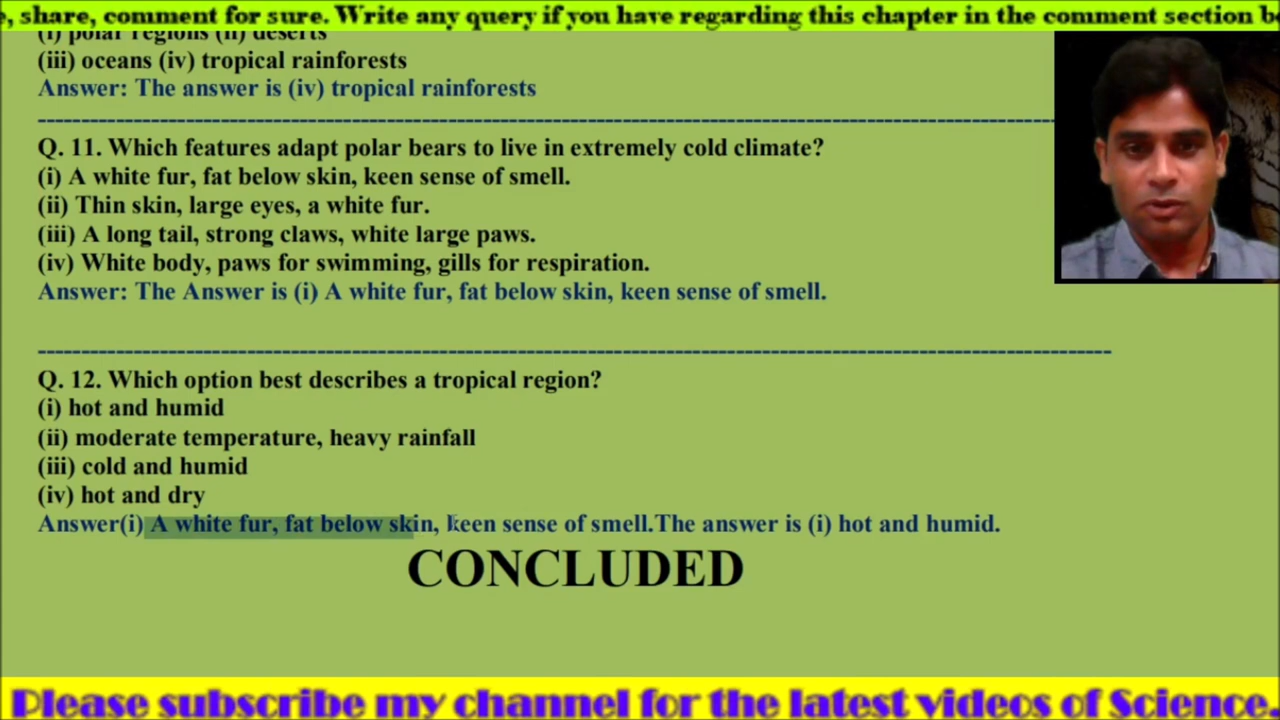 e, share, comment for sure. Write any query if you have regarding this chapter in the comment section b
(i) polar regions (ii) deserts
(iii) oceans (iv) tropical rainforests
Answer: The answer is (iv) tropical rainforests
Q. 11. Which features adapt polar bears to live in extremely cold climate?
(i) A white fur, fat below skin, keen sense of smell.
(ii) Thin skin, large eyes, a white fur.
(iii) A long tail, strong claws, white large paws.
(iv) White body, paws for swimming, gills for respiration.
Answer: The Answer is (i) A white fur, fat below skin, keen sense of smell.
Q. 12. Which option best describes a tropical region?
(i) hot and humid
(ii) moderate temperature, heavy rainfall
(iii) cold and humid
(iv) hot and dry
Answer(i) A white fur, fat below skin, keen sense of smell.The answer is (i) hot and humid.
CONCLUDED
Please subscribe my channel for the latest videos of Science.